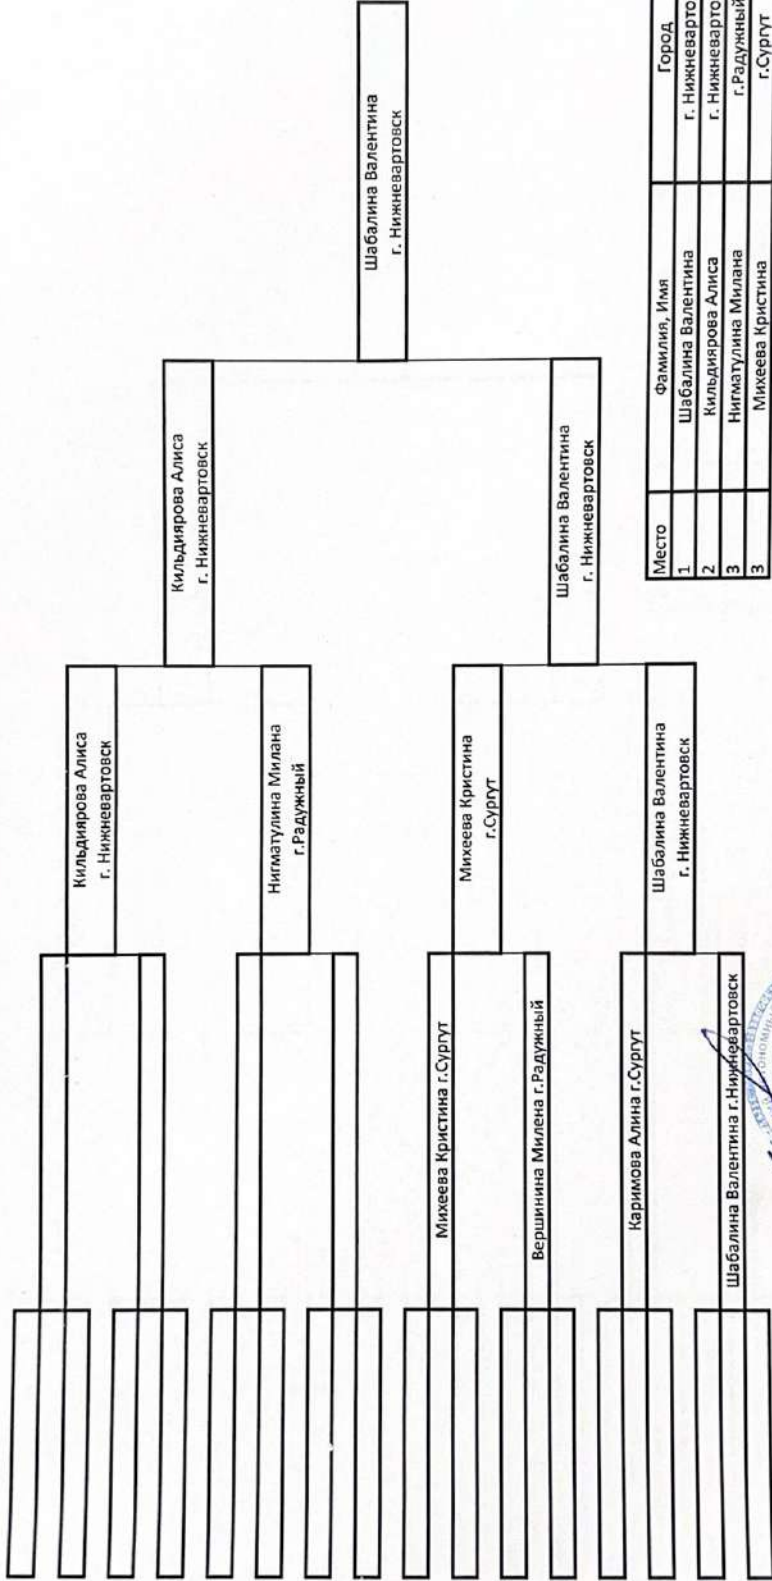 Шабалина Валентина
г. Нижневартовск
Кильдиярова Алиса
г. Нижневартовск
Шабалина Валентина
г. Нижневартовск
Кильдиярова Алиса
г. Нижневартовск
Нигматулина Милана
г.Радужный
Михеева Кристина
г.Сургут
Шабалина Валентина
г. Нижневартовск
Михеева Кристина г.Сургут
Вершинина Милена г.Радужный
Каримова Алина г.Сургут
Шабалина Валентина г.Нижневартовск
Место Фамилия, Имя Город
1 Шабалина Валентина г. Нижневарто
2 Кильдиярова Алиса г. Нижневарто
3 Нигматулина Милана г.Радужный
3 Михеева Кристина г.Сургут